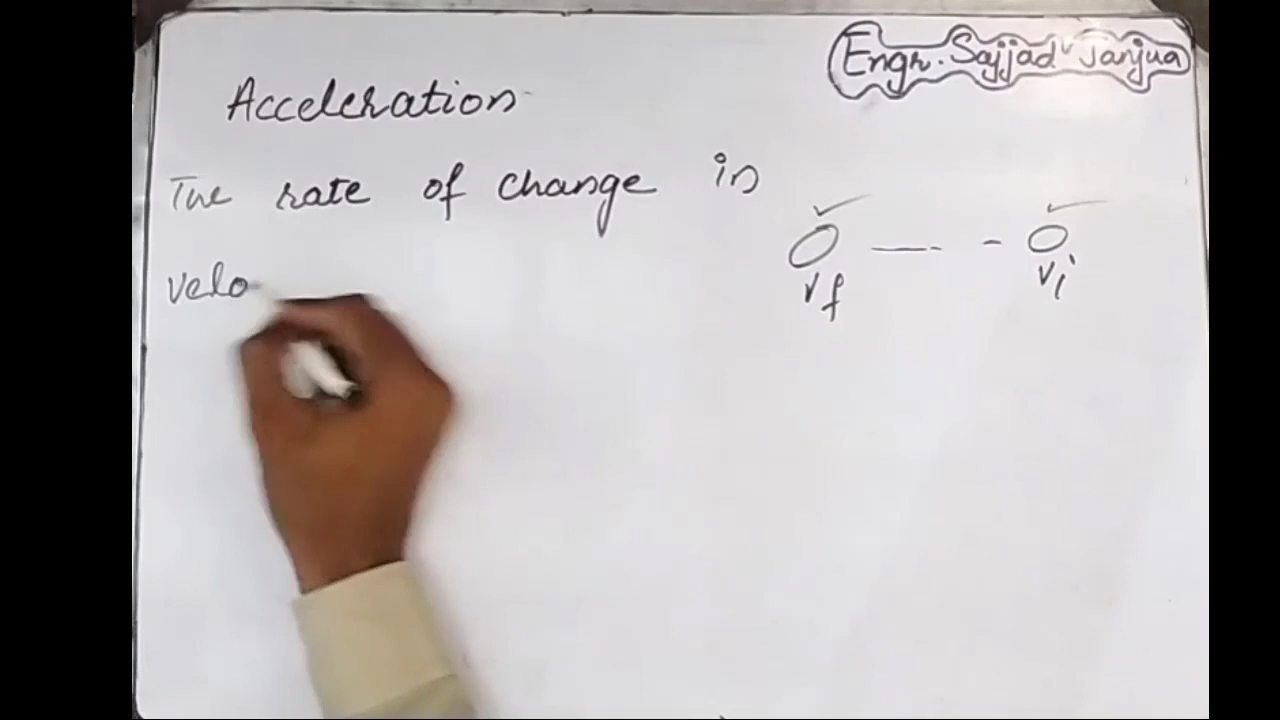 Engr. Sajjad Janjua
Acceleration
The rate of change in
velo
vf
vi